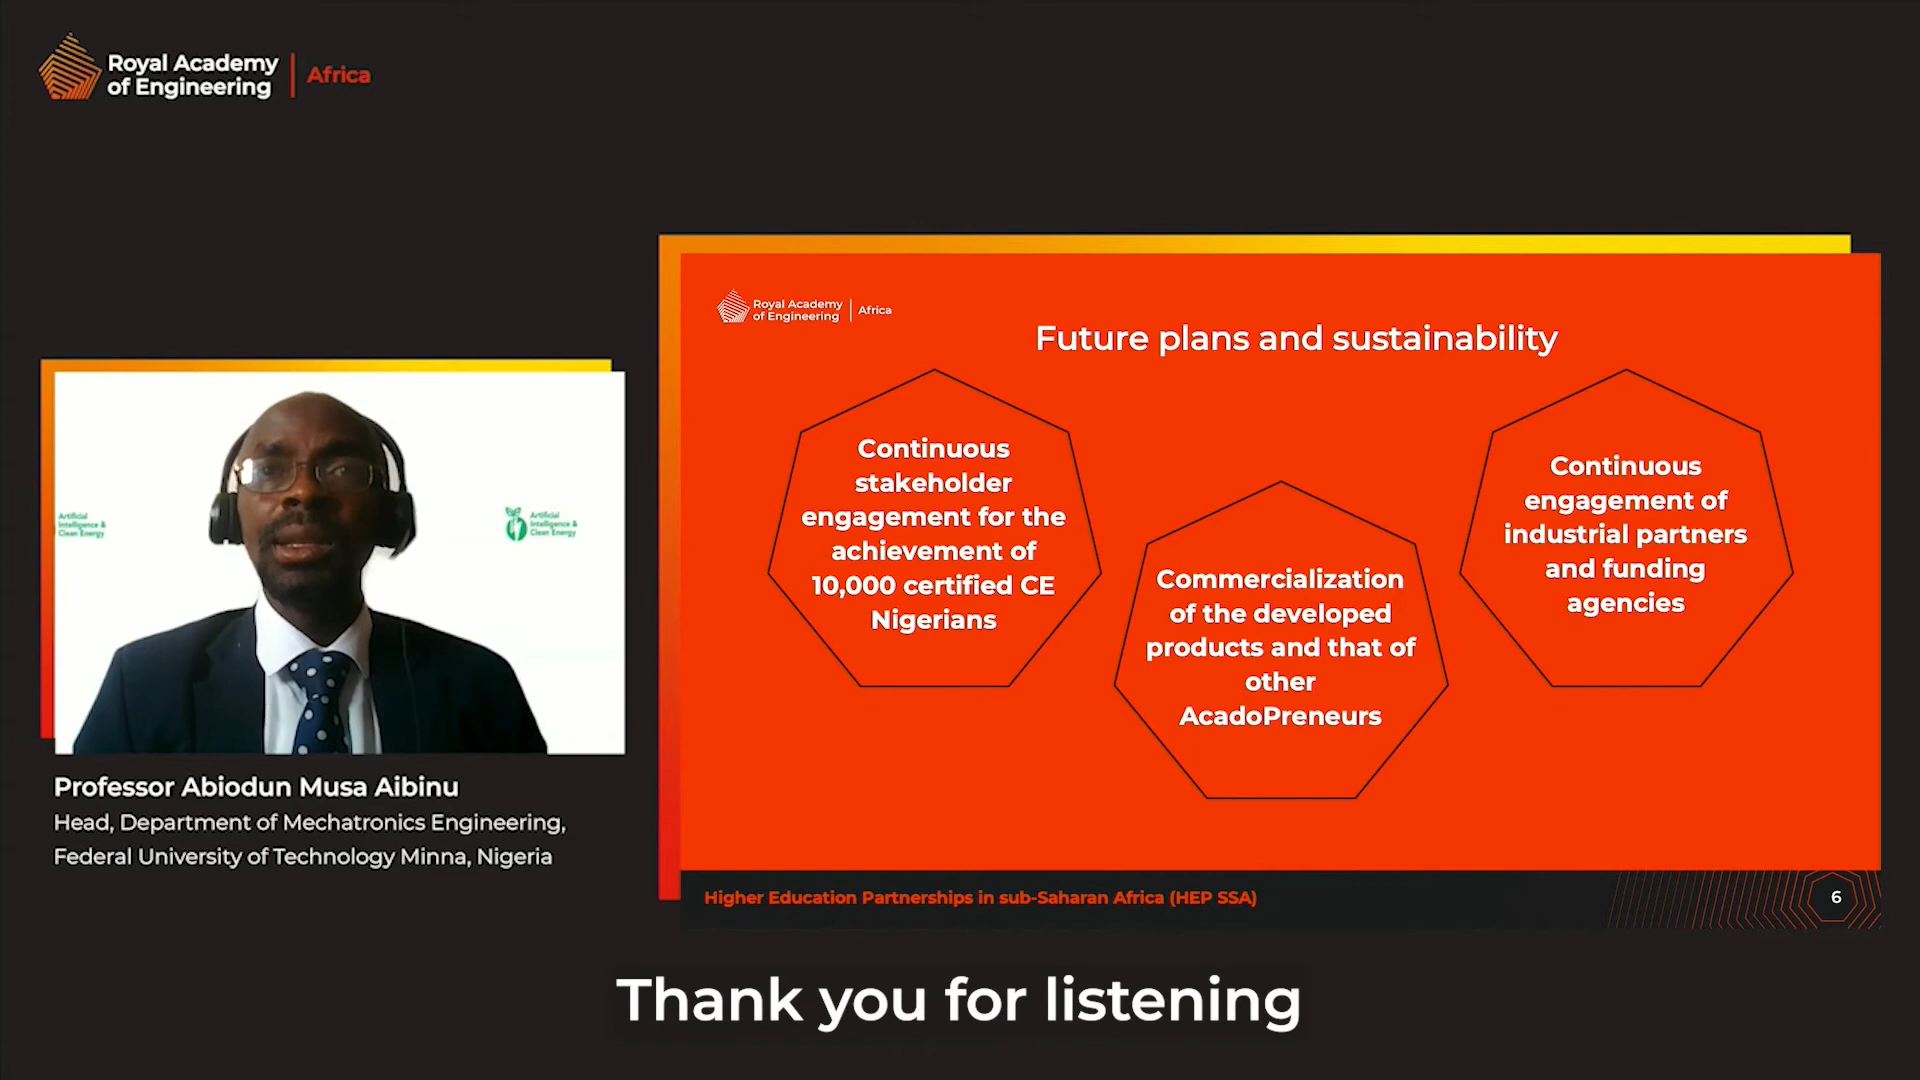 Royal Academy
of Engineering
Africa
Royal Academy
of Engineering
Africa
Future plans and sustainability
Continuous
stakeholder
engagement for the
achievement of
10,000 certified CE
Nigerians
Commercialization
of the developed
products and that of
other
AcadoPreneurs
Continuous
engagement of
industrial partners
and funding
agencies
Artificial
Intelligence &
Clean Energy
Artificial
Intelligence &
Clean Energy
Professor Abiodun Musa Aibinu
Head, Department of Mechatronics Engineering,
Federal University of Technology Minna, Nigeria
Higher Education Partnerships in sub-Saharan Africa (HEP SSA)
6
Thank you for listening